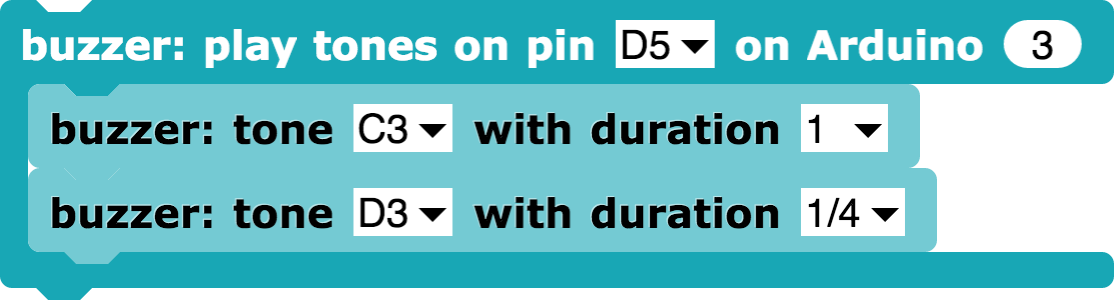 buzzer: play tones on pin D5 on Arduino 3
buzzer: tone C3 with duration 1
buzzer: tone D3 with duration 1/4